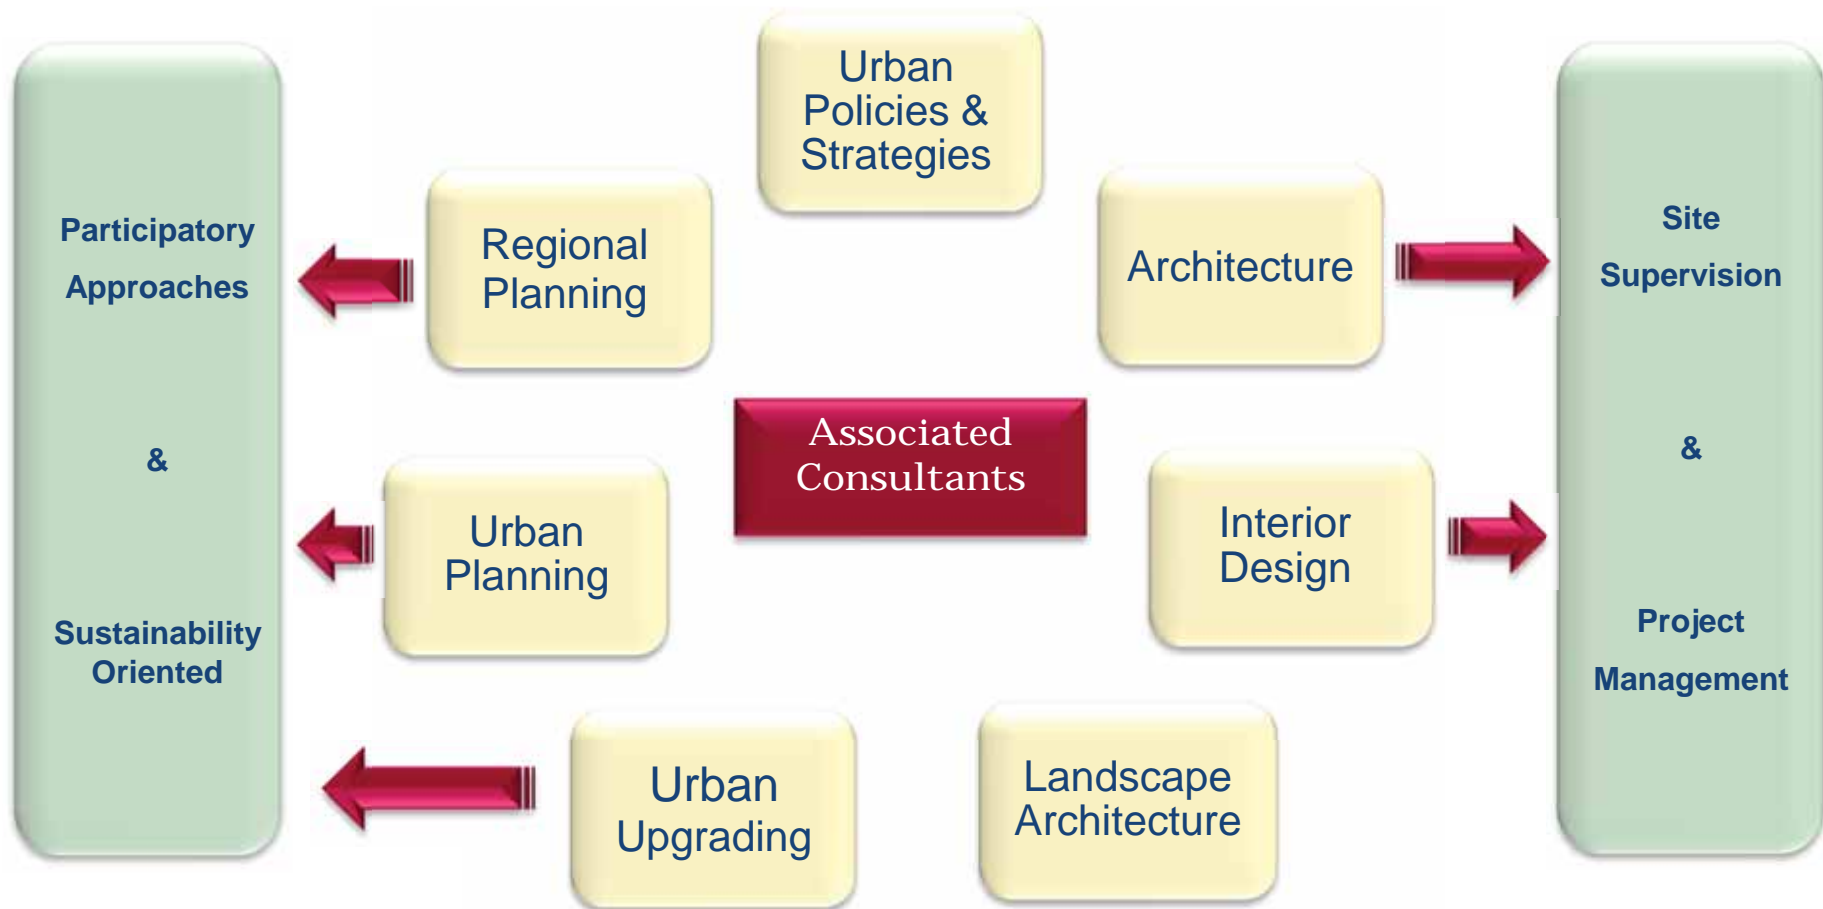 Urban
Policies &
Strategies
Participatory
Approaches
&
Sustainability
Oriented
Regional
Planning
Architecture
Site
Supervision
&
Project
Management
Associated
Consultants
Urban
Planning
Interior
Design
Urban
Upgrading
Landscape
Architecture